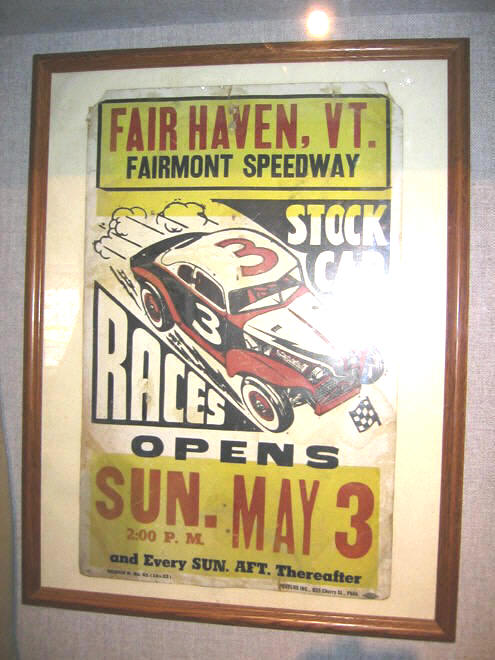 FAIR HAVEN, VT.
FAIRMONT SPEEDWAY
STOCK
CAR
3
3
RACES
OPENS
SUN. MAY 3
2:00 P. M.
and Every SUN. AFT. Thereafter